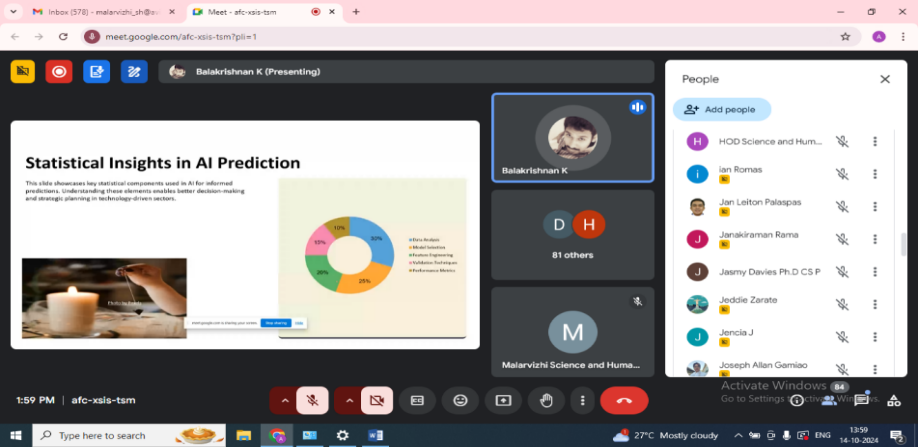 Inbox (578) - malarvizhi_sh@
Meet - afc-xsis-tsm
meet.google.com/afc-xsis-tsm?pli=1
A
Balakrishnan K (Presenting)
Statistical Insights in AI Prediction
This slide showcases key statistical components used in AI for informed
predictions. Understanding these elements enables better decision-making
and strategic planning in technology-driven sectors.
10%
15%
30%
20%
25%
Data Analysis
Model Selection
Feature Engineering
Validation Techniques
Performance Metrics
meet.google.com is sharing your screen.
Stop sharing
Hide
Balakrishnan K
D
H
81 others
M
Malarvizhi Science and Huma...
People
Add people
H
HOD Science and Hum...
i
ian Romas
Jan Leiton Palaspas
J
Janakiraman Rama
J
Jasmy Davies Ph.D CS P
Jeddie Zarate
J
Jencia J
Joseph Allan Gamiao
Activate Windows
Go to Settings to activate Windows.
84
1:59 PM | afc-xsis-tsm
Type here to search
27°C Mostly cloudy
ENG
13:59
14-10-2024
2